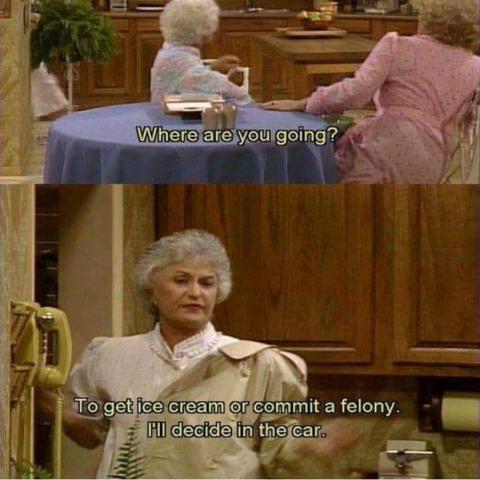 Where are you going?
To get ice cream or commit a felony.
I'll decide in the car.